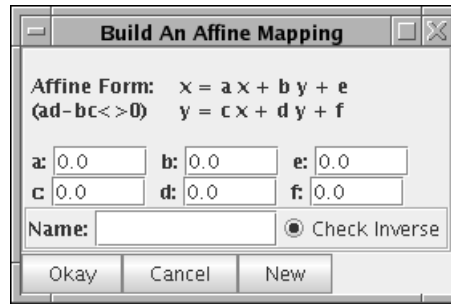 Build An Affine Mapping
Affine Form: x = a x + b y + e
(ad-bc<>0) y = c x + d y + f
a: 0.0 b: 0.0 e: 0.0
c: 0.0 d: 0.0 f: 0.0
Name: Check Inverse
Okay Cancel New